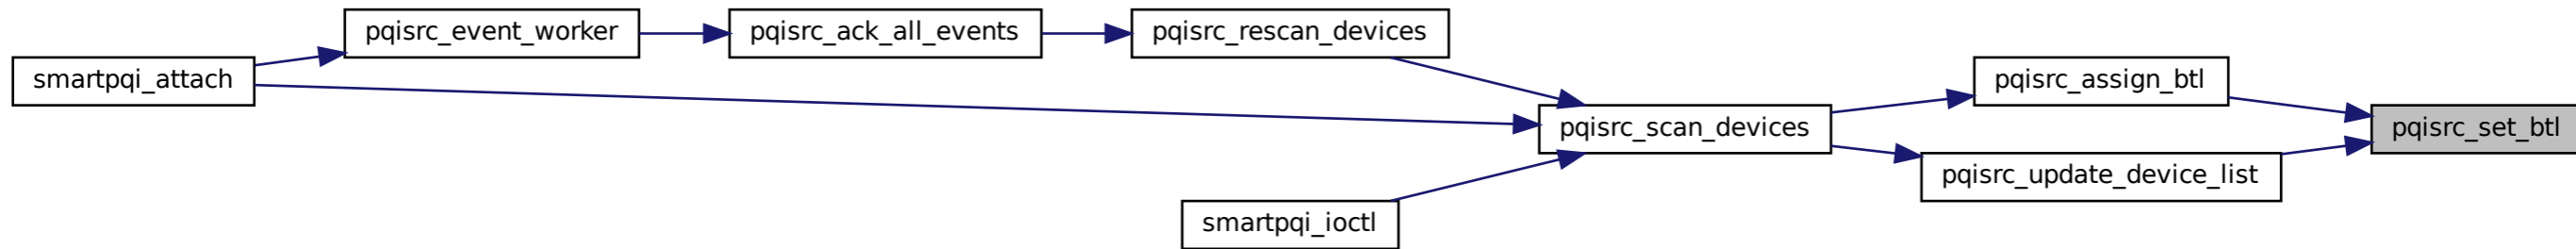 pqisrc_event_worker
pqisrc_ack_all_events
pqisrc_rescan_devices
smartpqi_attach
pqisrc_assign_btl
pqisrc_scan_devices
pqisrc_set_btl
pqisrc_update_device_list
smartpqi_ioctl